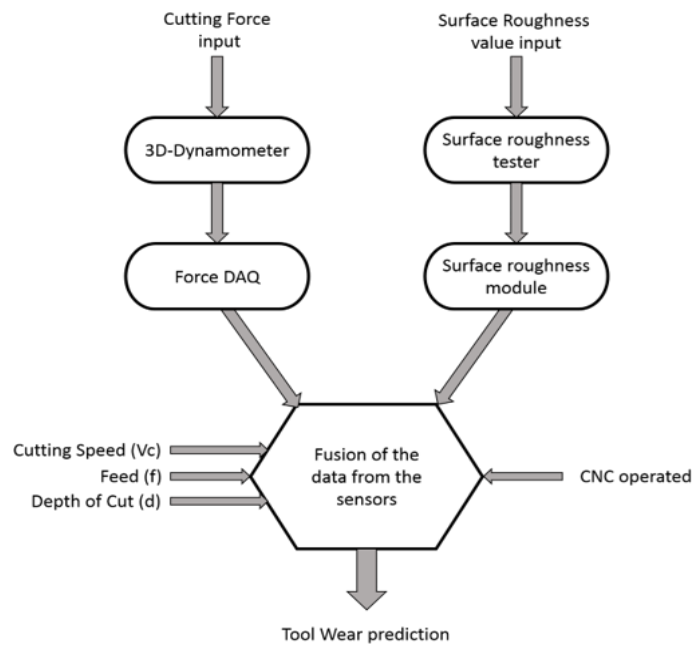 Cutting Force
input
Surface Roughness
value input
3D-Dynamometer
Surface roughness
tester
Force DAQ
Surface roughness
module
Cutting Speed (Vc)
Feed (f)
Depth of Cut (d)
Fusion of the
data from the
sensors
CNC operated
Tool Wear prediction